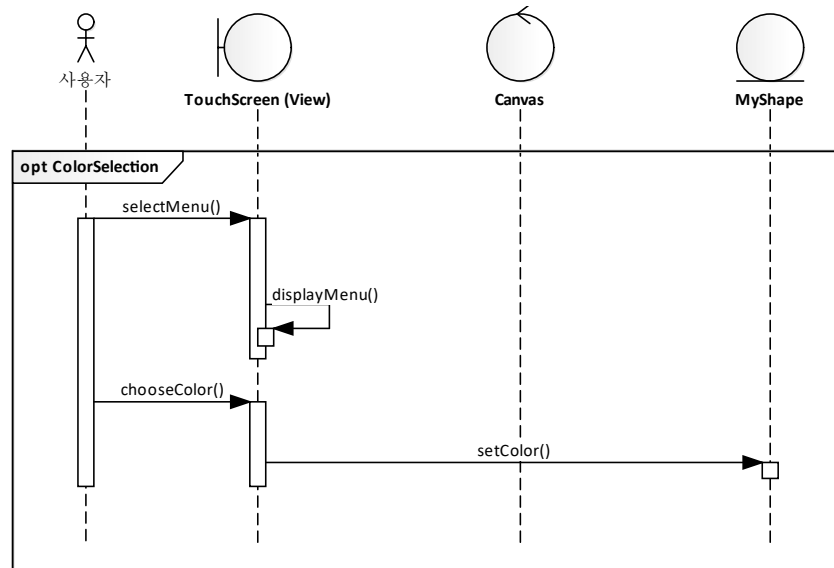 사용자
TouchScreen (View)
Canvas
MyShape
opt ColorSelection
selectMenu()
displayMenu()
chooseColor()
setColor()